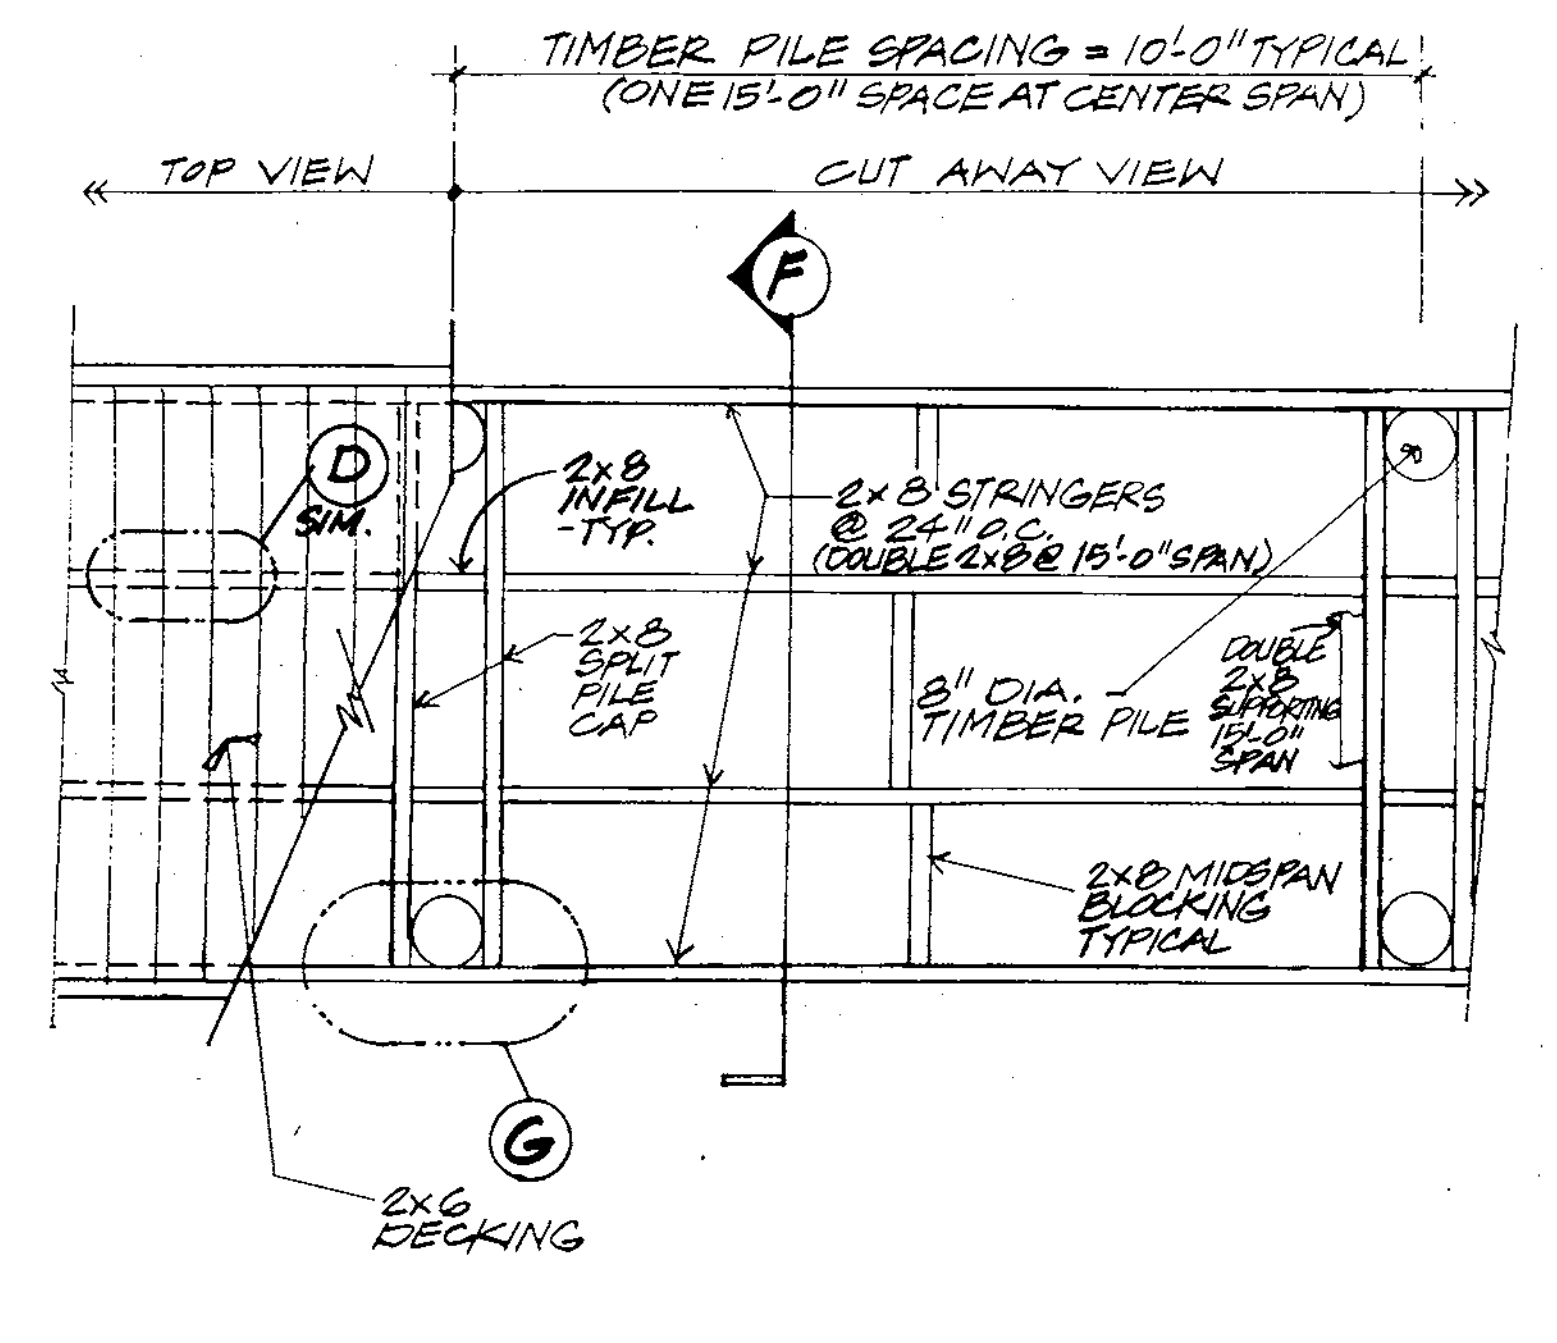 TIMBER PILE SPACING = 10'-0" TYPICAL
(ONE 15'-0" SPACE AT CENTER SPAN)
TOP VIEW
CUT AWAY VIEW
F
D
SIM.
2x8
INFILL
-TYP.
2x8 STRINGERS
@ 24" O.C.
(DOUBLE 2x8 @ 15'-0" SPAN)
2x8
SPLIT
PILE
CAP
8" DIA.
TIMBER PILE
DOUBLE
2x8
SUPPORTING
15'-0"
SPAN
2x8 MIDSPAN
BLOCKING
TYPICAL
G
2x6
DECKING